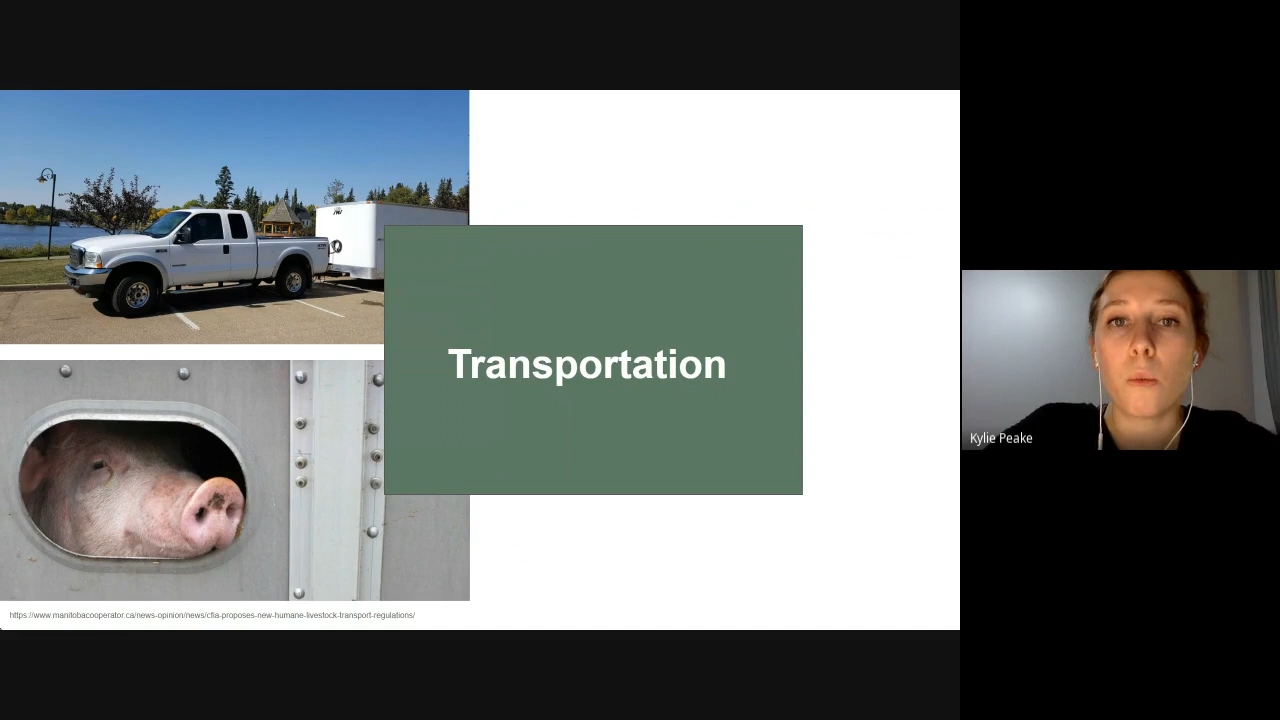 Transportation
https://www.manitobacooperator.ca/news-opinion/news/cfia-proposes-new-humane-livestock-transport-regulations/
Kylie Peake